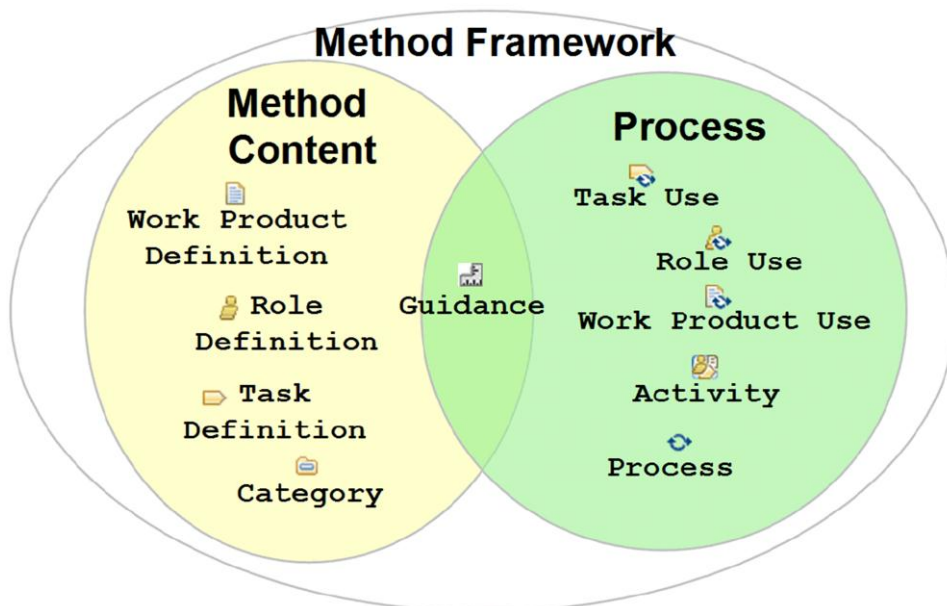 Method Framework
Method
Content
Work Product
Definition
Role
Definition
Task
Definition
Category
Guidance
Process
Task Use
Role Use
Work Product Use
Activity
Process